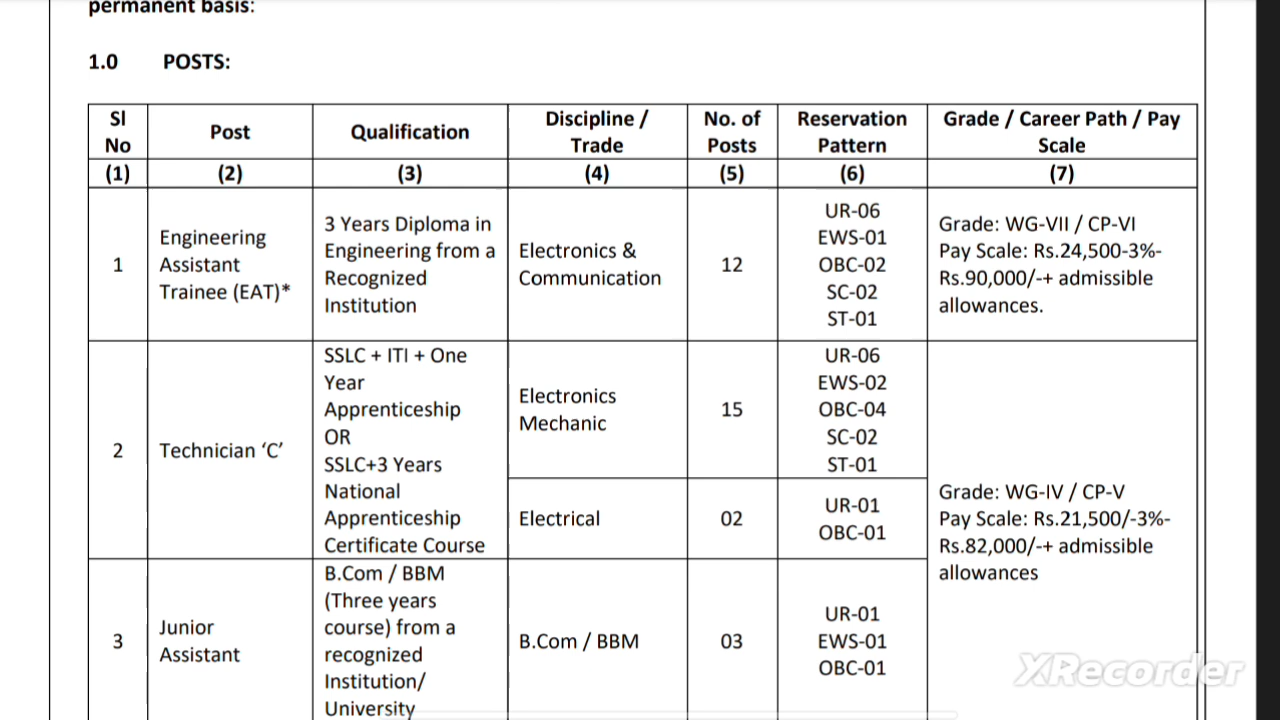 permanent basis:
1.0 POSTS:
Sl No
Post
Qualification
Discipline / Trade
No. of Posts
Reservation Pattern
Grade / Career Path / Pay Scale
(1)
(2)
(3)
(4)
(5)
(6)
(7)
1
Engineering
Assistant
Trainee (EAT)*
3 Years Diploma in
Engineering from a
Recognized
Institution
Electronics &
Communication
12
UR-06
EWS-01
OBC-02
SC-02
ST-01
Grade: WG-VII / CP-VI
Pay Scale: Rs.24,500-3%-
Rs.90,000/-+ admissible
allowances.
2
Technician ‘C’
SSLC + ITI + One
Year
Apprenticeship
OR
SSLC+3 Years
National
Apprenticeship
Certificate Course
Electronics
Mechanic
15
UR-06
EWS-02
OBC-04
SC-02
ST-01
Electrical
02
UR-01
OBC-01
Grade: WG-IV / CP-V
Pay Scale: Rs.21,500/-3%-
Rs.82,000/-+ admissible
allowances
3
Junior
Assistant
B.Com / BBM
(Three years
course) from a
recognized
Institution/
University
B.Com / BBM
03
UR-01
EWS-01
OBC-01
XRecorder